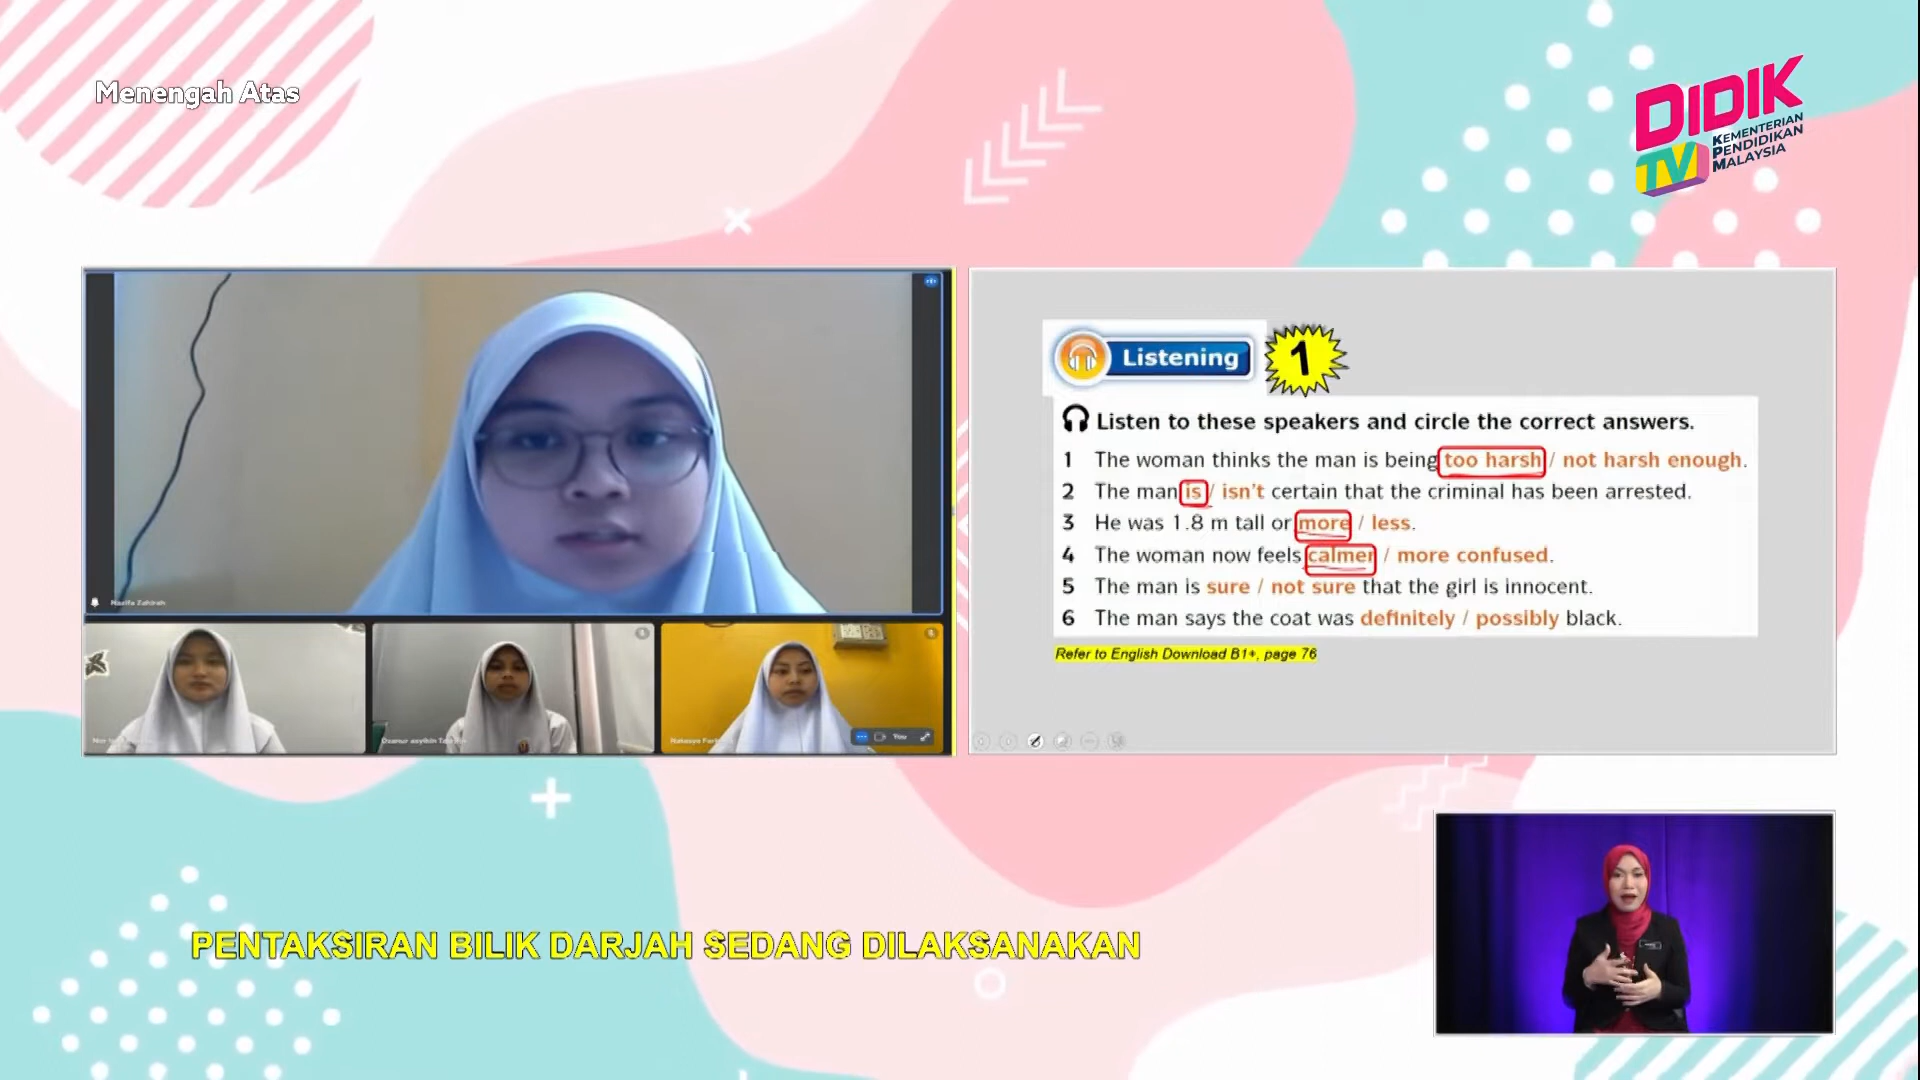 Menengah Atas
DIDIK
TV
KEMENTERIAN
PENDIDIKAN
MALAYSIA
Nazifa Zahirah
You
Listening
1
Listen to these speakers and circle the correct answers.
1 The woman thinks the man is being too harsh / not harsh enough.
2 The man is / isn't certain that the criminal has been arrested.
3 He was 1.8 m tall or more / less.
4 The woman now feels calmer / more confused.
5 The man is sure / not sure that the girl is innocent.
6 The man says the coat was definitely / possibly black.
Refer to English Download B1+, page 76
PENTAKSIRAN BILIK DARJAH SEDANG DILAKSANAKAN